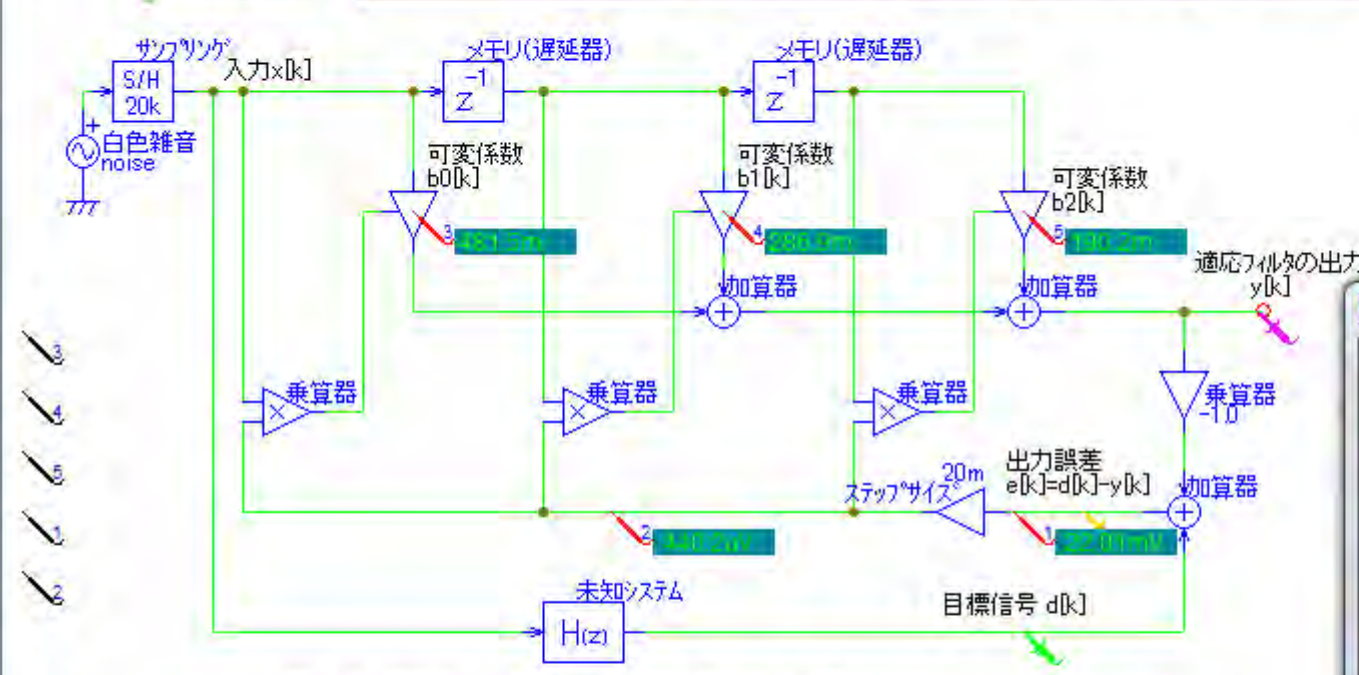 サンプリング
S/H
20k
入力x[k]
メモリ(遅延器)
-1
Z
メモリ(遅延器)
-1
Z
+
白色雑音
noise
可変係数
b0[k]
可変係数
b1[k]
可変係数
b2[k]
3
4
5
加算器
+
加算器
+
適応フィルタの出力
y[k]
乗算器
×
乗算器
×
乗算器
×
乗算器
-1.0
3
4
5
1
2
20m
ステップサイズ
出力誤差
e[k]=d[k]-y[k]
加算器
+
2
1
未知システム
H(z)
目標信号 d[k]